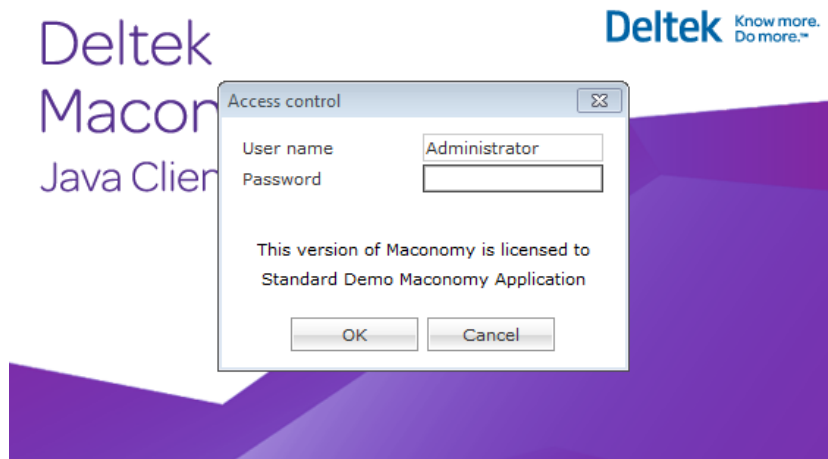 Deltek
Deltek Know more.
Do more.™
Macon
Java Clien
Access control
User name Administrator
Password
This version of Maconomy is licensed to
Standard Demo Maconomy Application
OK Cancel